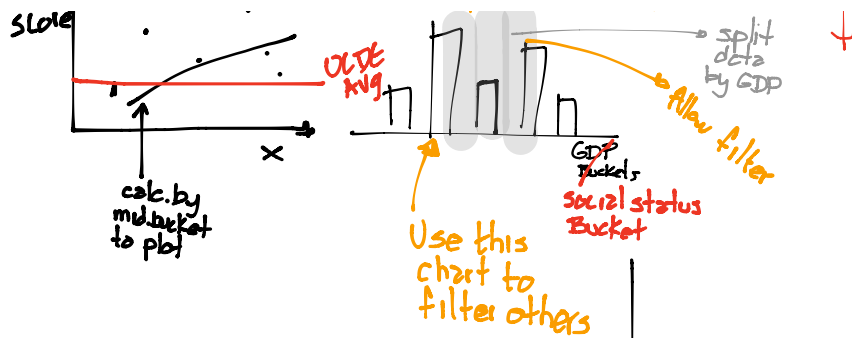 SCORE
X
calc.by
mid.bucket
to plot
AVG
split
data
by GDP
Allow filter
GDP
Buckets
social status
Bucket
Use this
chart to
filter others